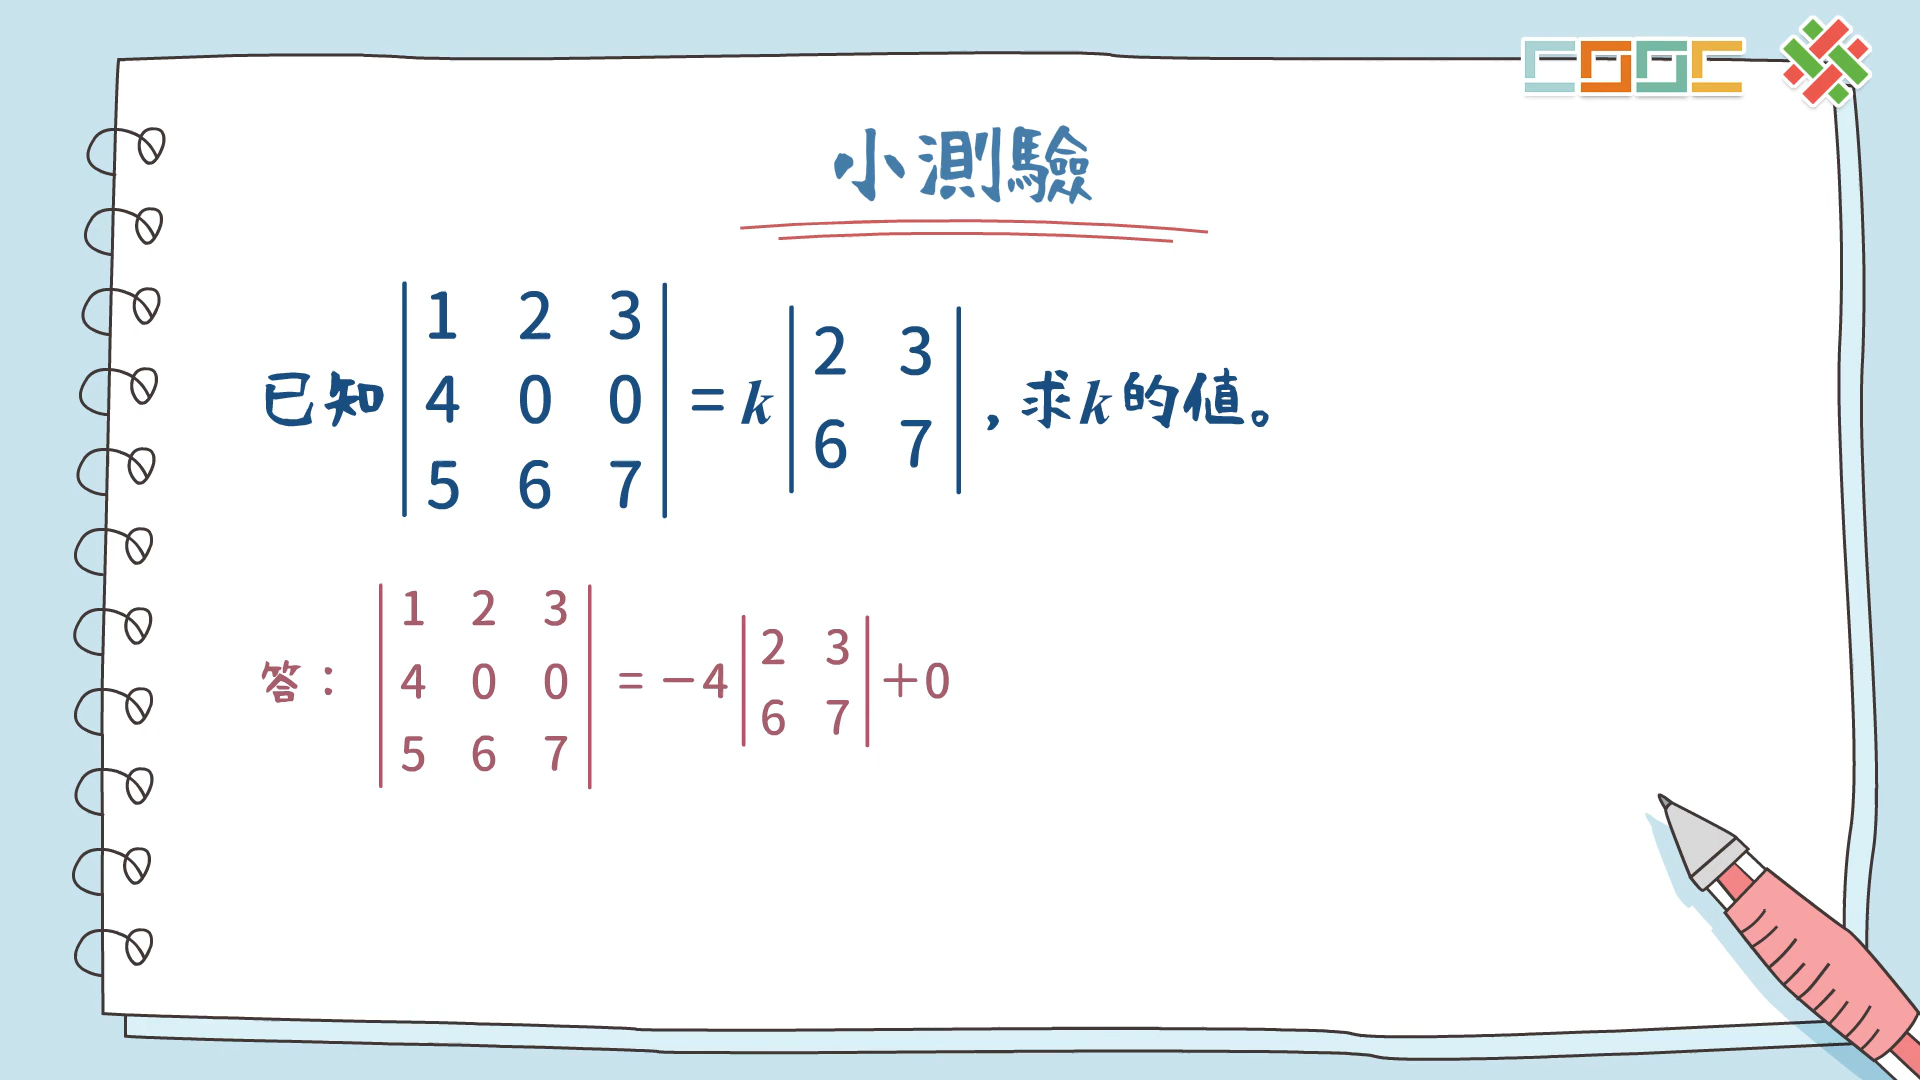 小測驗
已知 | 1 2 3 |
| 4 0 0 | = k | 2 3 |
| 5 6 7 | | 6 7 | , 求k的值。
答： | 1 2 3 |
| 4 0 0 | = −4 | 2 3 | +0
| 5 6 7 | | 6 7 |